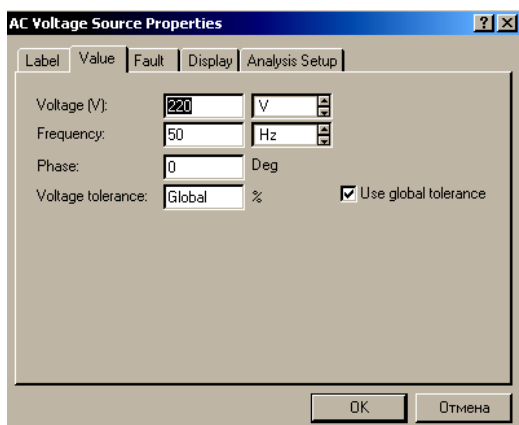 AC Voltage Source Properties
Label Value Fault Display Analysis Setup
Voltage (V): 220 V
Frequency: 50 Hz
Phase: 0 Deg
Voltage tolerance: Global % Use global tolerance
OK Отмена